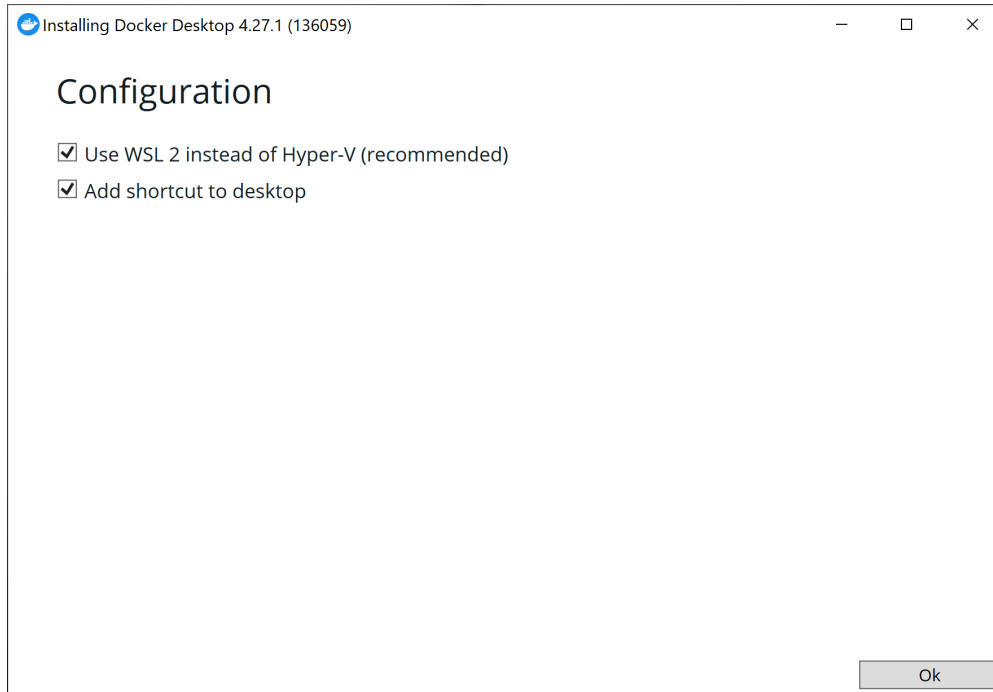 Installing Docker Desktop 4.27.1 (136059)
Configuration
Use WSL 2 instead of Hyper-V (recommended)
Add shortcut to desktop
Ok